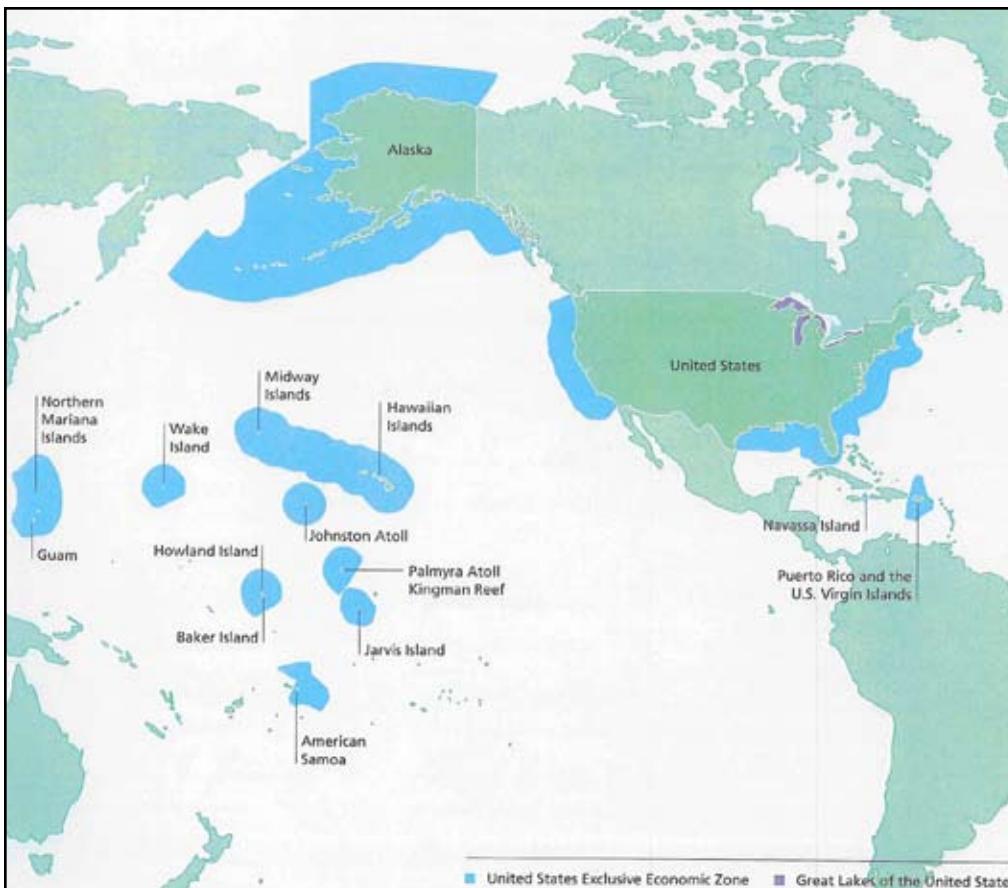 Alaska
United States
Midway
Islands
Hawaiian
Islands
Northern
Mariana
Islands
Wake
Island
Guam
Johnston Atoll
Howland Island
Palmyra Atoll
Kingman Reef
Baker Island
Jarvis Island
American
Samoa
Navassa Island
Puerto Rico and the
U.S. Virgin Islands
United States Exclusive Economic Zone
Great Lakes of the United State